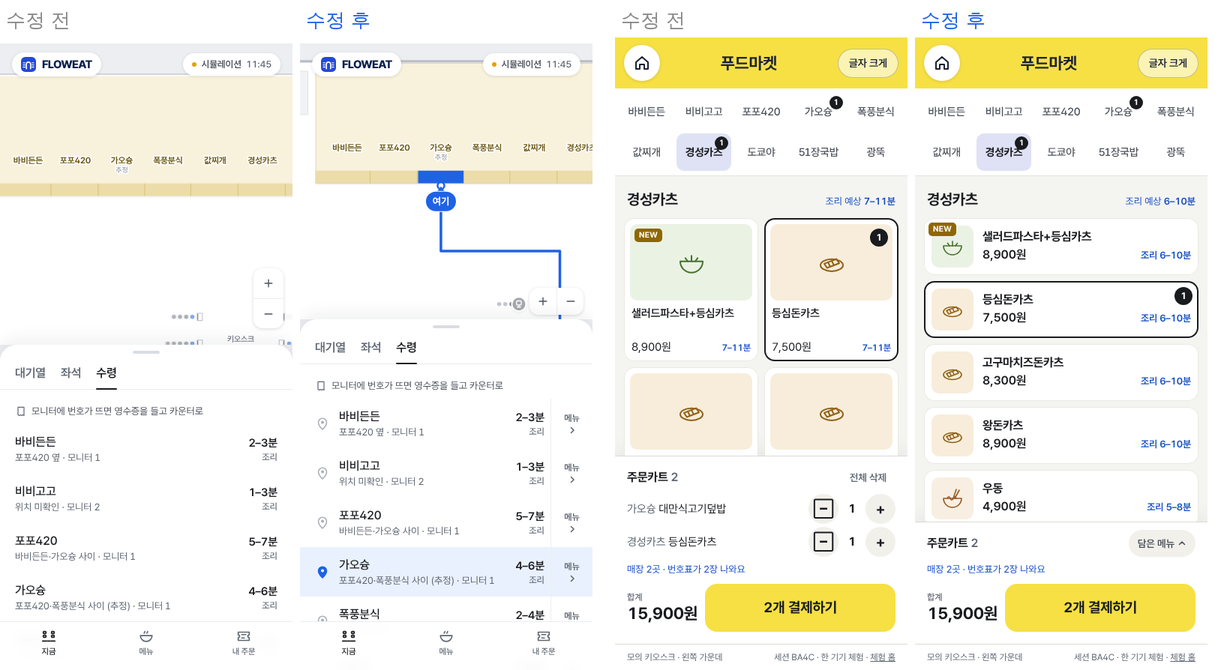 수정 전
FLOWEAT
시뮬레이션 11:45
바비든든 포포420 가오슝 폭풍분식 값찌개 경성카츠
추정
+
−
키오스크
대기열 좌석 수령
모니터에 번호가 뜨면 영수증을 들고 카운터로
바비든든 2–3분
포포420 옆 · 모니터 1 조리
비비고고 1–3분
위치 미확인 · 모니터 2 조리
포포420 5–7분
바비든든·가오슝 사이 · 모니터 1 조리
가오슝 4–6분
포포420·폭풍분식 사이 (추정) · 모니터 1 조리
지금 메뉴 내 주문
수정 후
FLOWEAT
시뮬레이션 11:45
바비든든 포포420 가오슝 폭풍분식 값찌개 경성카츠
추정
여기
+ −
대기열 좌석 수령
모니터에 번호가 뜨면 영수증을 들고 카운터로
바비든든 2–3분 메뉴
포포420 옆 · 모니터 1 조리
비비고고 1–3분 메뉴
위치 미확인 · 모니터 2 조리
포포420 5–7분 메뉴
바비든든·가오슝 사이 · 모니터 1 조리
가오슝 4–6분 메뉴
포포420·폭풍분식 사이 (추정) · 모니터 1 조리
폭풍분식 2–4분 메뉴
지금 메뉴 내 주문
수정 전
푸드마켓 글자 크게
바비든든 비비고고 포포420 가오슝 1 폭풍분식
값찌개 경성카츠 1 도쿄야 51장국밥 광뚝
경성카츠 조리 예상 7–11분
NEW 1
샐러드파스타+등심카츠 등심돈카츠
8,900원 7–11분 7,500원 7–11분
주문카트 2 전체 삭제
가오슝 대만식고기덮밥 − 1 +
경성카츠 등심돈카츠 − 1 +
매장 2곳 · 번호표가 2장 나와요
합계
15,900원 2개 결제하기
모의 키오스크 · 왼쪽 가운데 세션 BA4C · 한 기기 체험 · 체험 홈
수정 후
푸드마켓 글자 크게
바비든든 비비고고 포포420 가오슝 1 폭풍분식
값찌개 경성카츠 1 도쿄야 51장국밥 광뚝
경성카츠 조리 예상 6–10분
NEW 샐러드파스타+등심카츠
8,900원 조리 6–10분
등심돈카츠 1
7,500원 조리 6–10분
고구마치즈돈카츠
8,300원 조리 6–10분
왕돈카츠
8,900원 조리 6–10분
우동
4,900원 조리 5–8분
주문카트 2 담은 메뉴
매장 2곳 · 번호표가 2장 나와요
합계
15,900원 2개 결제하기
모의 키오스크 · 왼쪽 가운데 세션 BA4C · 한 기기 체험 · 체험 홈